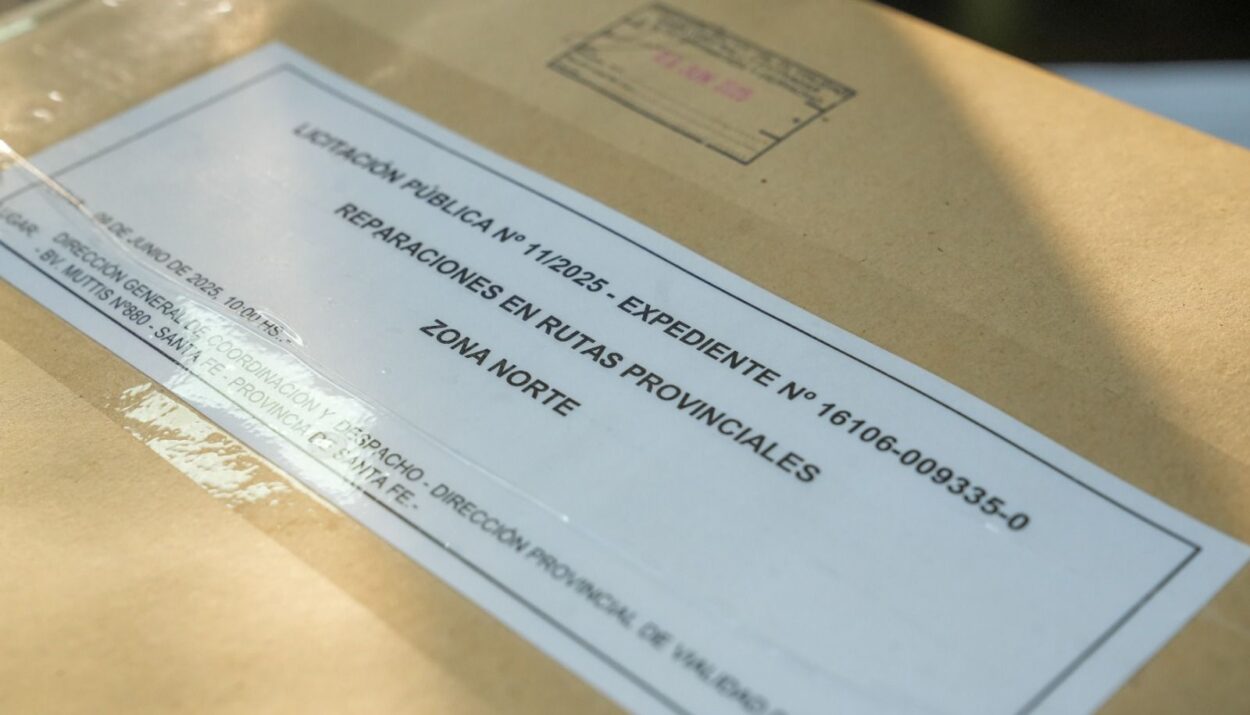 JUN 2025
LICITACIÓN PÚBLICA Nº 11/2025 - EXPEDIENTE Nº 16106-009335-0
REPARACIONES EN RUTAS PROVINCIALES
ZONA NORTE
DE JUNIO DE 2025, 10:00 HS.-
LUGAR: DIRECCIÓN GENERAL DE COORDINACIÓN Y DESPACHO - DIRECCIÓN PROVINCIAL DE VIALIDAD
- BV. MUTTIS Nº880 - SANTA FE - PROVINCIA DE SANTA FE.-